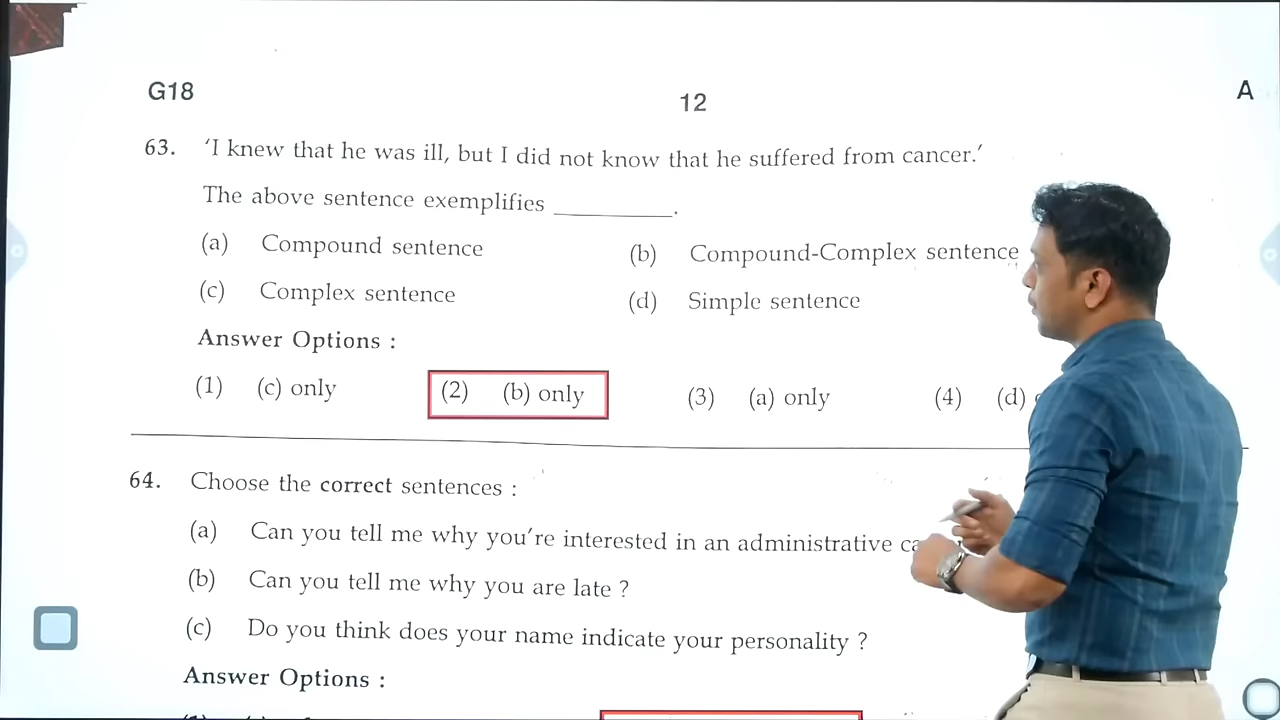 G18
12
A
63. ‘I knew that he was ill, but I did not know that he suffered from cancer.’
The above sentence exemplifies __________.
(a) Compound sentence (b) Compound-Complex sentence
(c) Complex sentence (d) Simple sentence
Answer Options :
(1) (c) only (2) (b) only (3) (a) only (4) (d)
64. Choose the correct sentences :
(a) Can you tell me why you’re interested in an administrative
(b) Can you tell me why you are late ?
(c) Do you think does your name indicate your personality ?
Answer Options :